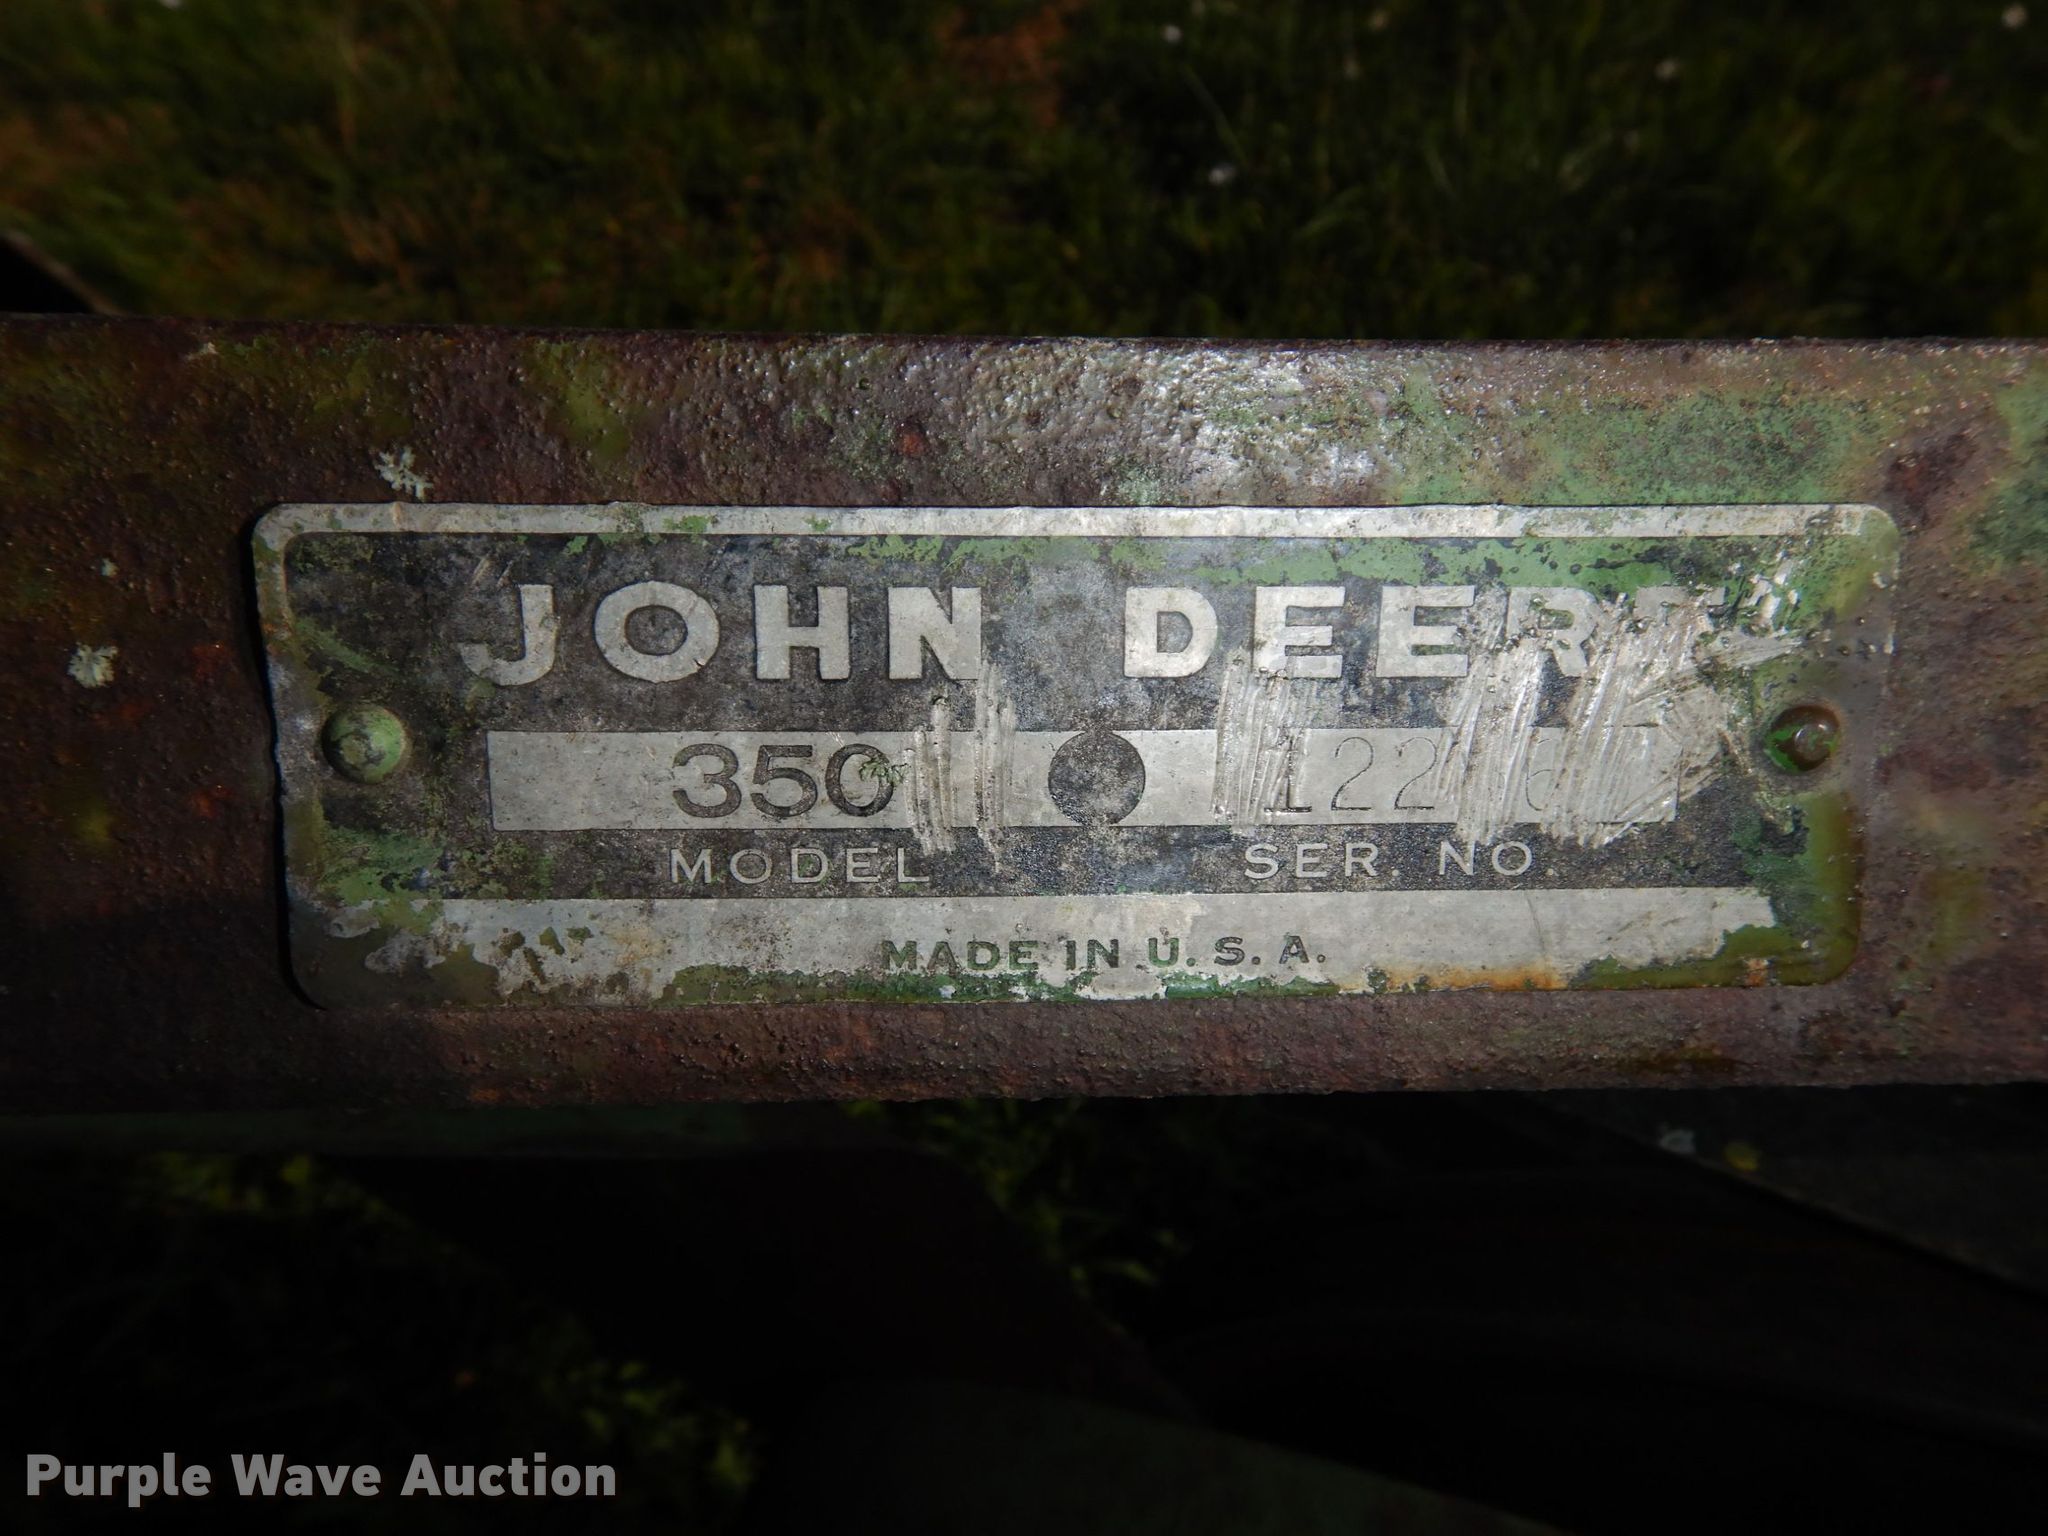 JOHN DEERE
350
MODEL SER. NO.
MADE IN U.S.A.
Purple Wave Auction